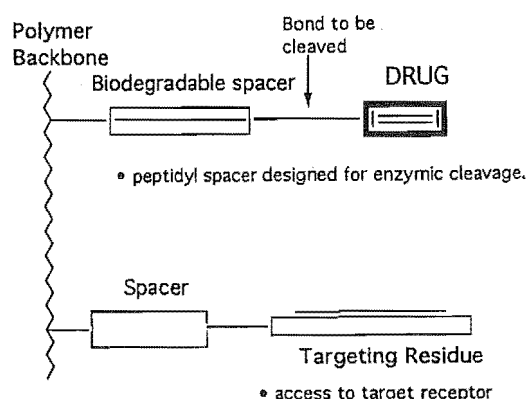 Polymer
Backbone
Bond to be
cleaved
Biodegradable spacer
DRUG
• peptidyl spacer designed for enzymic cleavage.
Spacer
Targeting Residue
• access to target receptor